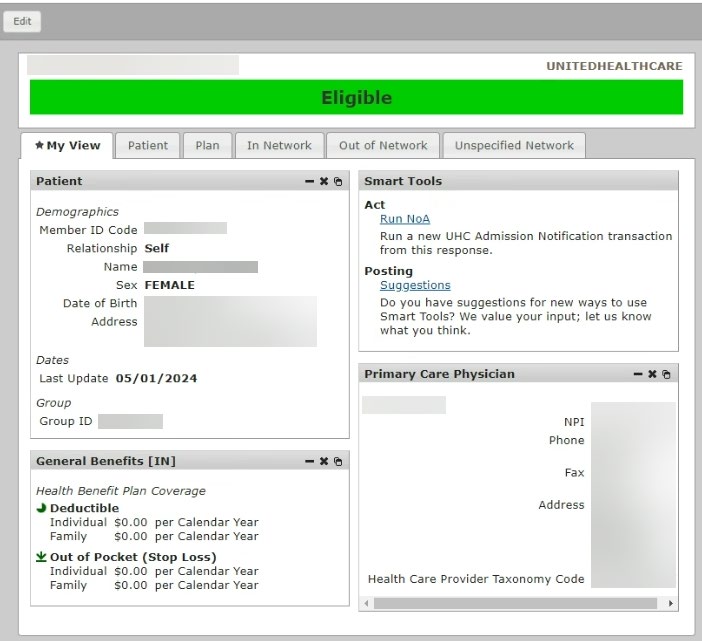 Edit
UNITEDHEALTHCARE
Eligible
My View
Patient
Plan
In Network
Out of Network
Unspecified Network
Patient
Demographics
Member ID Code
Relationship Self
Name
Sex FEMALE
Date of Birth
Address
Dates
Last Update 05/01/2024
Group
Group ID
General Benefits [IN]
Health Benefit Plan Coverage
Deductible
Individual $0.00 per Calendar Year
Family $0.00 per Calendar Year
Out of Pocket (Stop Loss)
Individual $0.00 per Calendar Year
Family $0.00 per Calendar Year
Smart Tools
Act
Run NoA
Run a new UHC Admission Notification transaction
from this response.
Posting
Suggestions
Do you have suggestions for new ways to use
Smart Tools? We value your input; let us know
what you think.
Primary Care Physician
NPI
Phone
Fax
Address
Health Care Provider Taxonomy Code